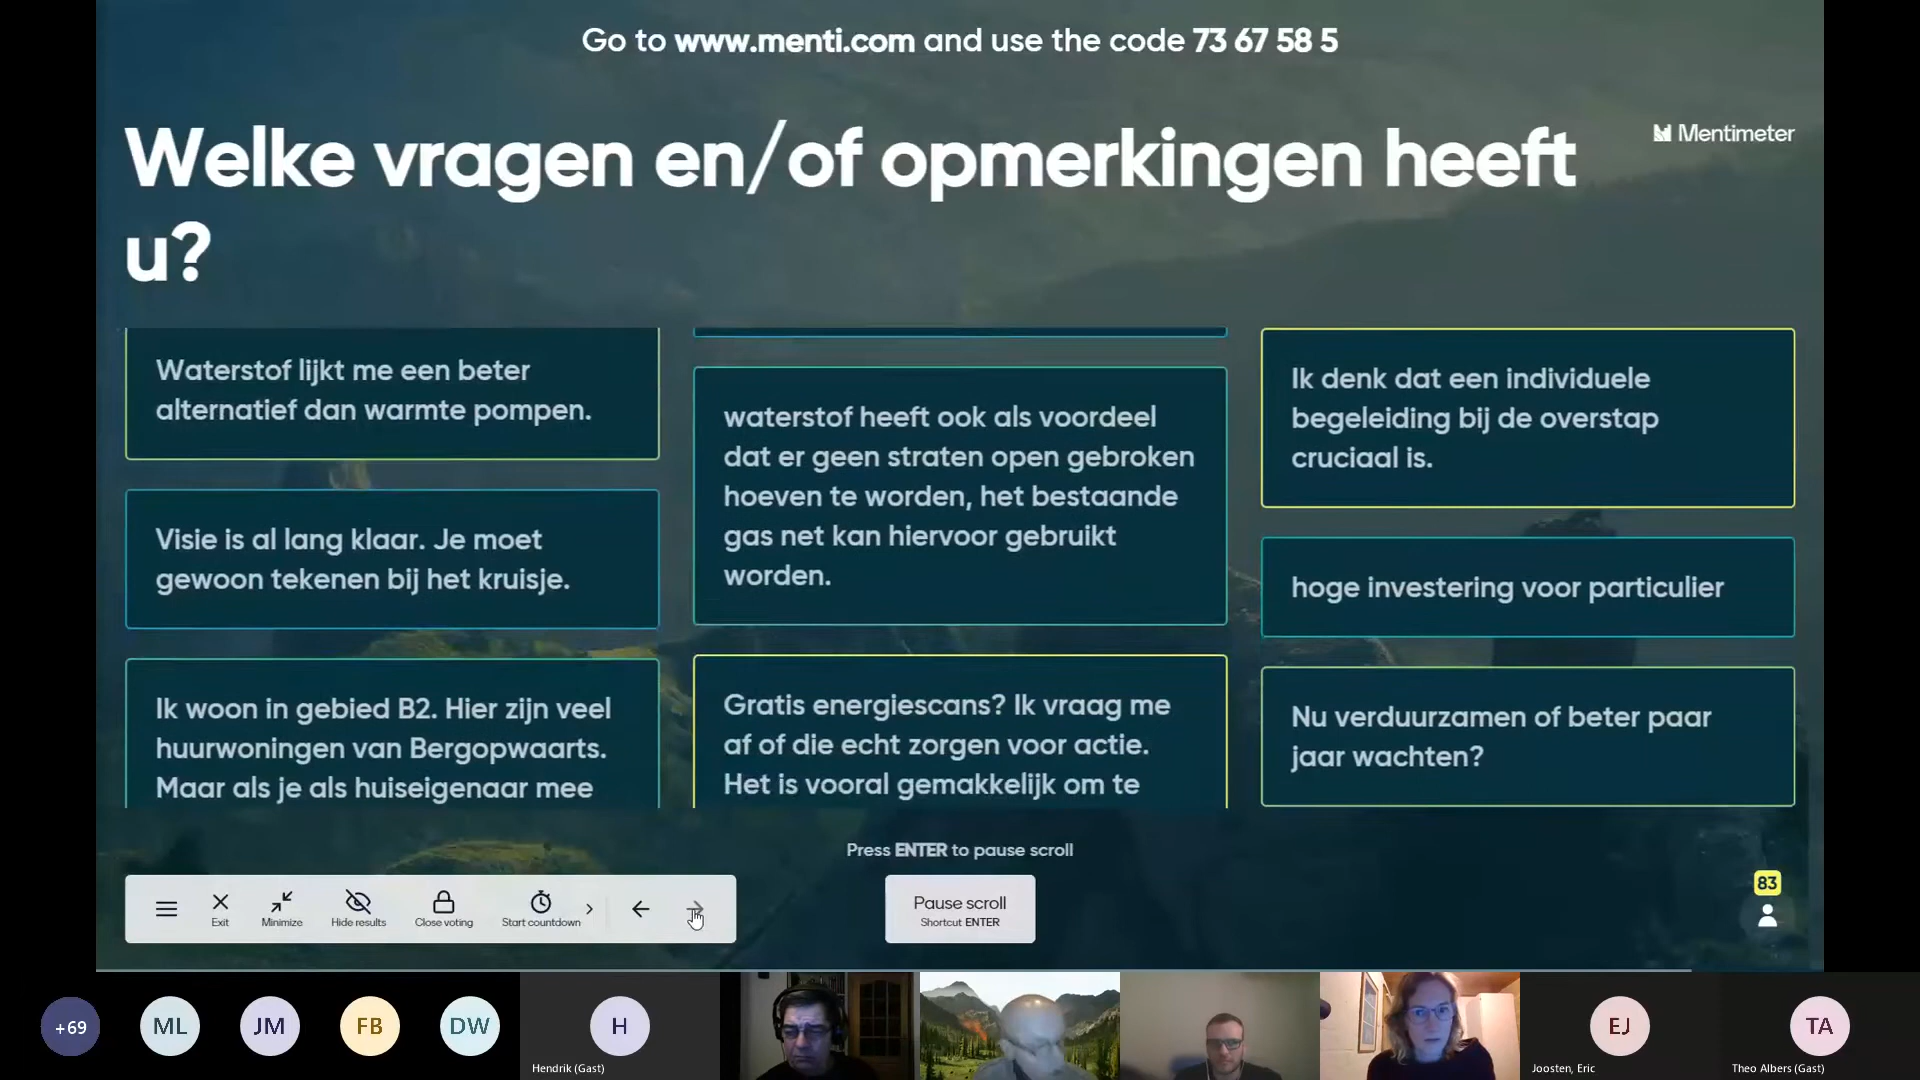 Go to www.menti.com and use the code 73 67 58 5
Welke vragen en/of opmerkingen heeft
u?
Mentimeter
Waterstof lijkt me een beter
alternatief dan warmte pompen.
Visie is al lang klaar. Je moet
gewoon tekenen bij het kruisje.
Ik woon in gebied B2. Hier zijn veel
huurwoningen van Bergopwaarts.
Maar als je als huiseigenaar mee
waterstof heeft ook als voordeel
dat er geen straten open gebroken
hoeven te worden, het bestaande
gas net kan hiervoor gebruikt
worden.
Gratis energiescans? Ik vraag me
af of die echt zorgen voor actie.
Het is vooral gemakkelijk om te
Ik denk dat een individuele
begeleiding bij de overstap
cruciaal is.
hoge investering voor particulier
Nu verduurzamen of beter paar
jaar wachten?
Press ENTER to pause scroll
Exit
Minimize
Hide results
Close voting
Start countdown
Pause scroll
Shortcut ENTER
83
+69
ML
JM
FB
DW
H
Hendrik (Gast)
EJ
Joosten, Eric
TA
Theo Albers (Gast)